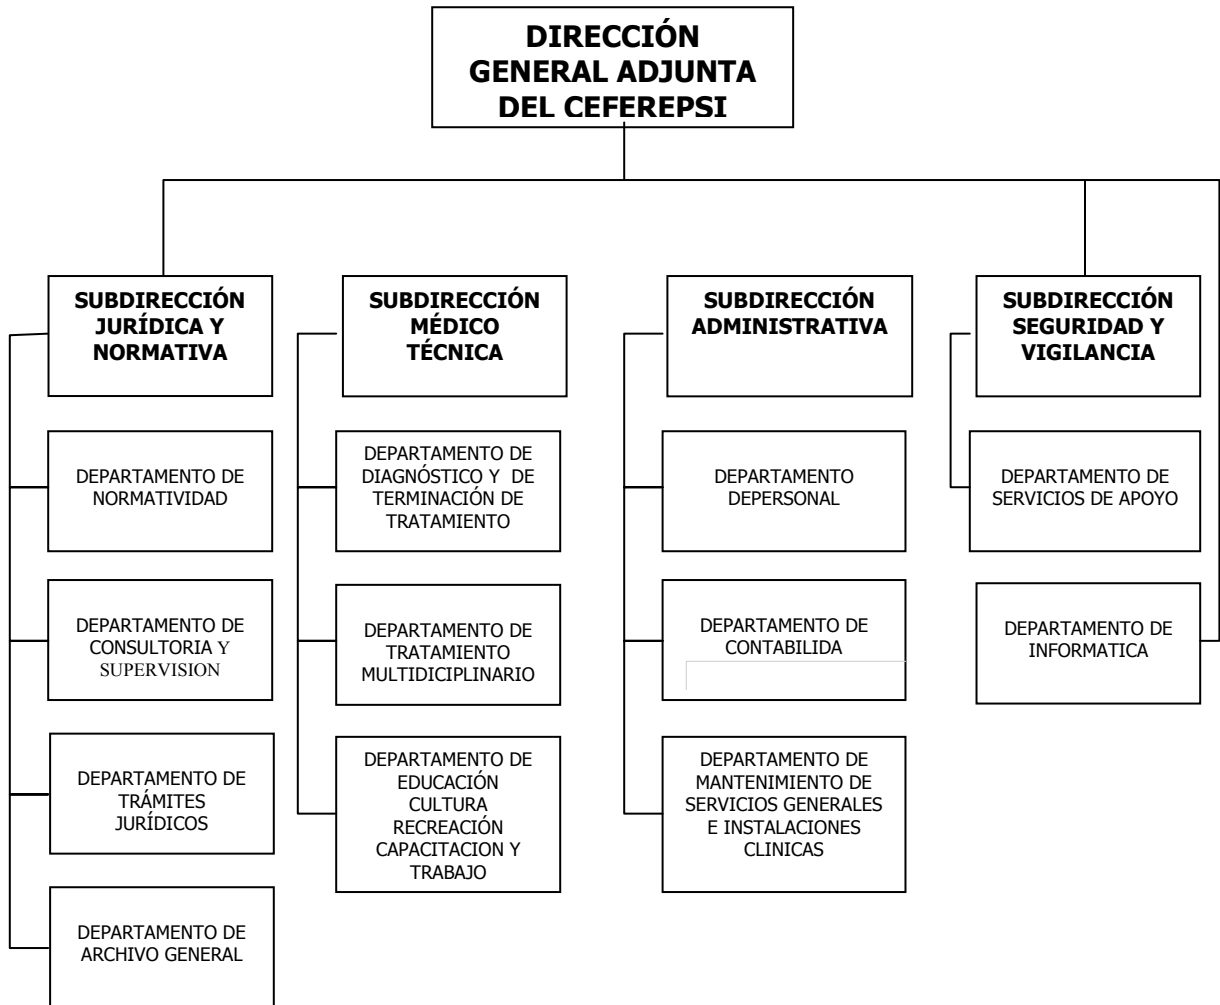 DIRECCIÓN
GENERAL ADJUNTA
DEL CEFEREPSI
SUBDIRECCIÓN
JURÍDICA Y
NORMATIVA
SUBDIRECCIÓN
MÉDICO
TÉCNICA
SUBDIRECCIÓN
ADMINISTRATIVA
SUBDIRECCIÓN
SEGURIDAD Y
VIGILANCIA
DEPARTAMENTO DE
NORMATIVIDAD
DEPARTAMENTO DE
DIAGNÓSTICO Y DE
TERMINACIÓN DE
TRATAMIENTO
DEPARTAMENTO
DEPERSONAL
DEPARTAMENTO DE
SERVICIOS DE APOYO
DEPARTAMENTO DE
CONSULTORIA Y
SUPERVISION
DEPARTAMENTO DE
TRATAMIENTO
MULTIDICIPLINARIO
DEPARTAMENTO DE
CONTABILIDA
DEPARTAMENTO DE
INFORMATICA
DEPARTAMENTO DE
TRÁMITES
JURÍDICOS
DEPARTAMENTO DE
EDUCACIÓN
CULTURA
RECREACIÓN
CAPACITACION Y
TRABAJO
DEPARTAMENTO DE
MANTENIMIENTO DE
SERVICIOS GENERALES
E INSTALACIONES
CLINICAS
DEPARTAMENTO DE
ARCHIVO GENERAL